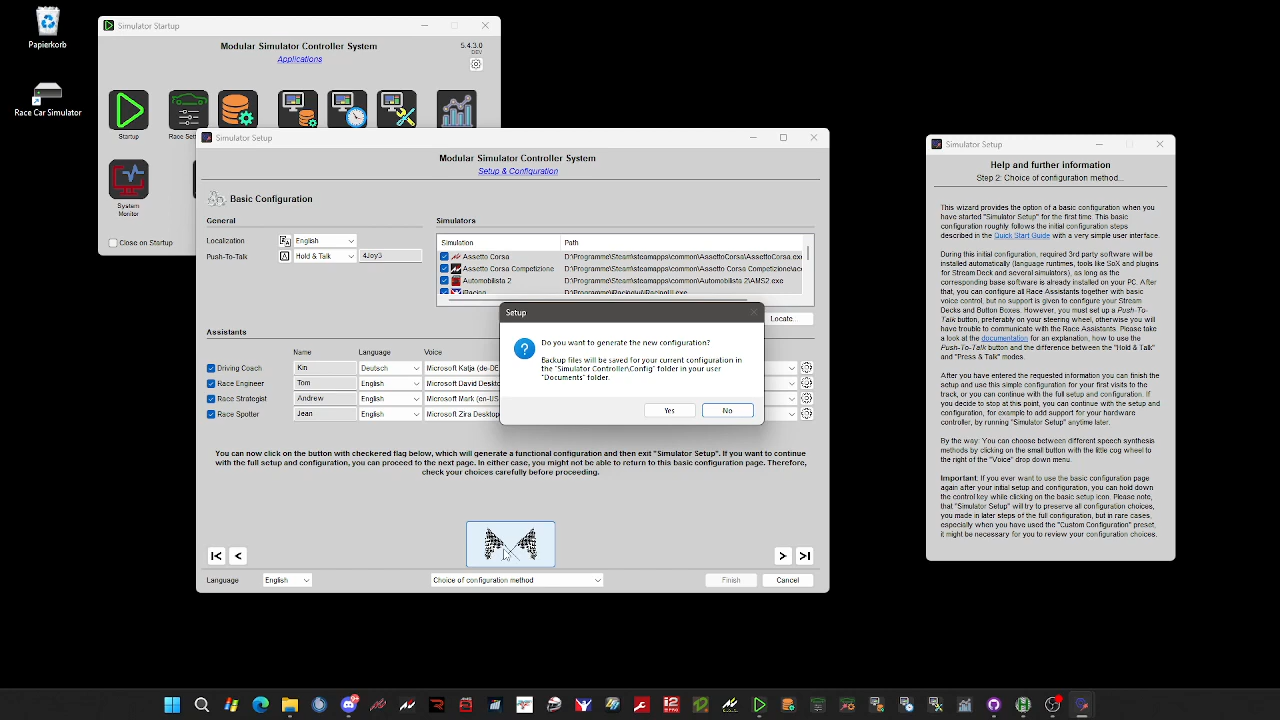 Papierkorb
Race Car Simulator
Simulator Startup
Modular Simulator Controller System
Applications
5.4.3.0
DEV
Startup
Race Set
System
Monitor
Close on Startup
Simulator Setup
Modular Simulator Controller System
Setup & Configuration
Basic Configuration
General
Localization
English
Push-To-Talk
Hold & Talk
4Joy3
Simulators
Simulation
Path
Assetto Corsa
D:\Programme\Steam\steamapps\common\AssettoCorsa\AssettoCorsa.exe
Assetto Corsa Competizione
D:\Programme\Steam\steamapps\common\Assetto Corsa Competizione\acc
Automobilista 2
D:\Programme\Steam\steamapps\common\Automobilista 2\AMS2.exe
iRacing
Locate...
Assistants
Name
Language
Voice
Driving Coach
Kin
Deutsch
Microsoft Katja (de-DE
Race Engineer
Tom
English
Microsoft David Deskto
Race Strategist
Andrew
English
Microsoft Mark (en-US
Race Spotter
Jean
English
Microsoft Zira Desktop
Setup
Do you want to generate the new configuration?
Backup files will be saved for your current configuration in
the "Simulator Controller\Config" folder in your user
"Documents" folder.
Yes
No
You can now click on the button with checkered flag below, which will generate a functional configuration and then exit "Simulator Setup". If you want to continue
with the full setup and configuration, you can proceed to the next page. In either case, you might not be able to return to this basic configuration page. Therefore,
check your choices carefully before proceeding.
Language
English
Choice of configuration method
Finish
Cancel
Simulator Setup
Help and further information
Step 2: Choice of configuration method...
This wizard provides the option of a basic configuration when you
have started "Simulator Setup" for the first time. This basic
configuration roughly follows the initial configuration steps
described in the Quick Start Guide with a very simple user interface.
During this initial configuration, required 3rd party software will be
installed automatically (language runtimes, tools like SoX and plugins
for Stream Deck and several simulators), as long as the
corresponding base software is already installed on your PC. After
that, you can configure all Race Assistants together with basic
voice control, but no support is given to configure your Stream
Decks and Button Boxes. However, you must set up a Push-To-
Talk button, preferably on your steering wheel, otherwise you will
have trouble to communicate with the Race Assistants. Please take
a look at the documentation for an explanation, how to use the
Push-To-Talk button and the difference between the "Hold & Talk"
and "Press & Talk" modes.
After you have entered the requested information you can finish the
setup and use this simple configuration for your first visits to the
track, or you can continue with the full setup and configuration. If
you decide to stop at this point, you can continue with the setup and
configuration, for example to add support for your hardware
controller, by running "Simulator Setup" anytime later.
By the way: You can choose between different speech synthesis
methods by clicking on the small button with the little cog wheel to
the right of the "Voice" drop down menu.
Important: If you ever want to use the basic configuration page
again after your initial setup and configuration, you can hold down
the control key while clicking on the basic setup icon. Please note,
that "Simulator Setup" will try to preserve all configuration choices,
you made in later steps of the full configuration, but in rare cases,
especially when you have used the "Custom Configuration" preset,
it might be necessary for you to review your configuration choices.